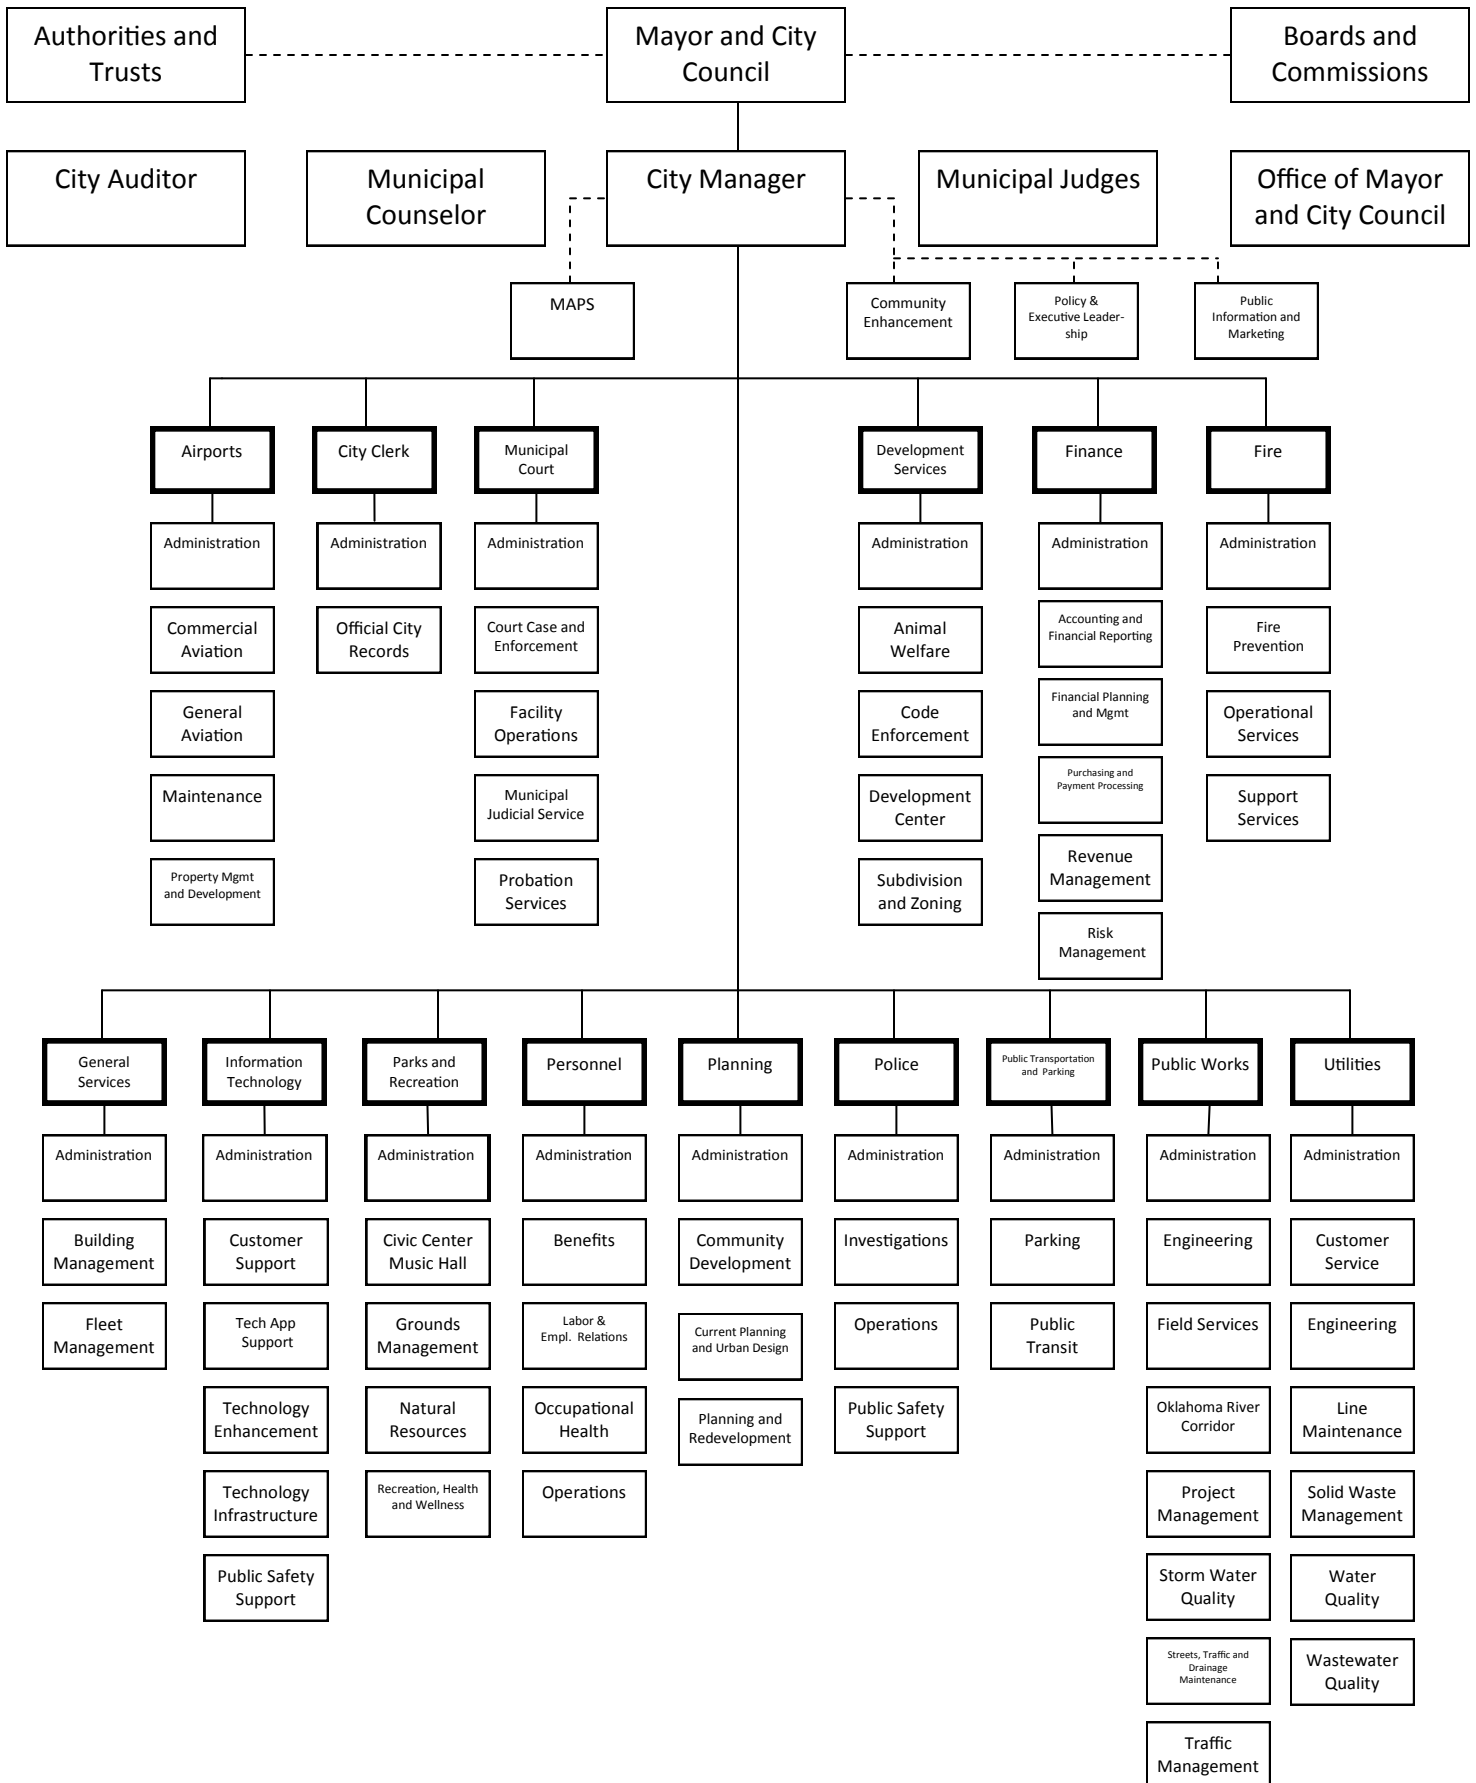 Authorities and
Trusts
Mayor and City
Council
Boards and
Commissions
City Auditor
Municipal
Counselor
City Manager
Municipal Judges
Office of Mayor
and City Council
MAPS
Community
Enhancement
Policy &
Executive Leader-
ship
Public
Information and
Marketing
Airports
City Clerk
Municipal
Court
Development
Services
Finance
Fire
Administration
Commercial
Aviation
General
Aviation
Maintenance
Property Mgmt
and Development
Administration
Official City
Records
Administration
Court Case and
Enforcement
Facility
Operations
Municipal
Judicial Service
Probation
Services
Administration
Animal
Welfare
Code
Enforcement
Development
Center
Subdivision
and Zoning
Administration
Accounting and
Financial Reporting
Financial Planning
and Mgmt
Purchasing and
Payment Processing
Revenue
Management
Risk
Management
Administration
Fire
Prevention
Operational
Services
Support
Services
General
Services
Information
Technology
Parks and
Recreation
Personnel
Planning
Police
Public Transportation
and Parking
Public Works
Utilities
Administration
Building
Management
Fleet
Management
Administration
Customer
Support
Tech App
Support
Technology
Enhancement
Technology
Infrastructure
Public Safety
Support
Administration
Civic Center
Music Hall
Grounds
Management
Natural
Resources
Recreation, Health
and Wellness
Administration
Benefits
Labor &
Empl. Relations
Occupational
Health
Operations
Administration
Community
Development
Current Planning
and Urban Design
Planning and
Redevelopment
Administration
Investigations
Operations
Public Safety
Support
Administration
Parking
Public
Transit
Administration
Engineering
Field Services
Oklahoma River
Corridor
Project
Management
Storm Water
Quality
Streets, Traffic and
Drainage
Maintenance
Traffic
Management
Administration
Customer
Service
Engineering
Line
Maintenance
Solid Waste
Management
Water
Quality
Wastewater
Quality